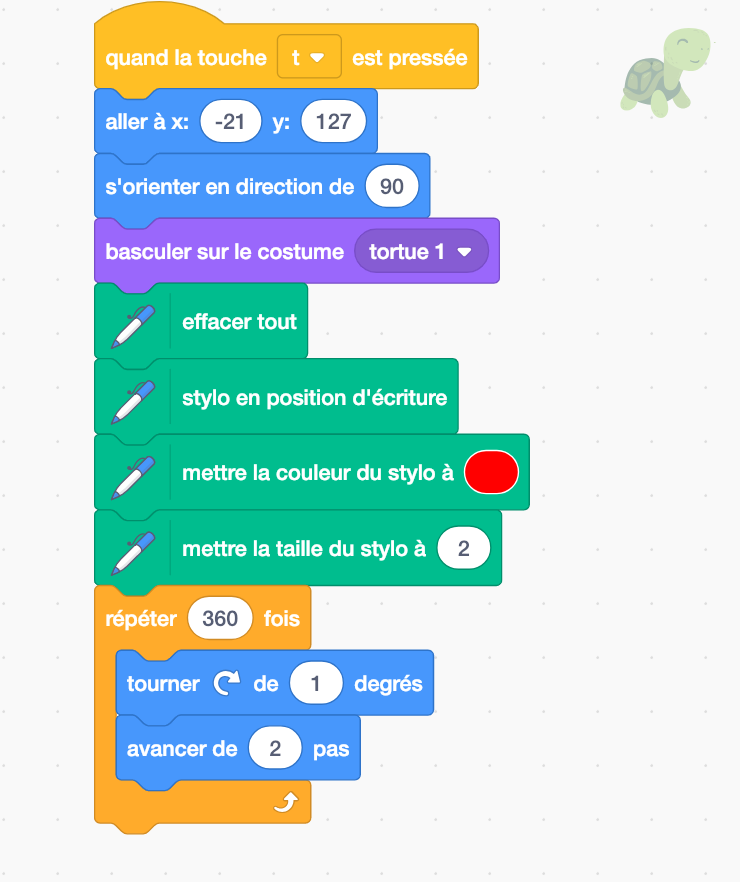 quand la touche t est pressée
aller à x: -21 y: 127
s'orienter en direction de 90
basculer sur le costume tortue 1
effacer tout
stylo en position d'écriture
mettre la couleur du stylo à
mettre la taille du stylo à 2
répéter 360 fois
tourner de 1 degrés
avancer de 2 pas